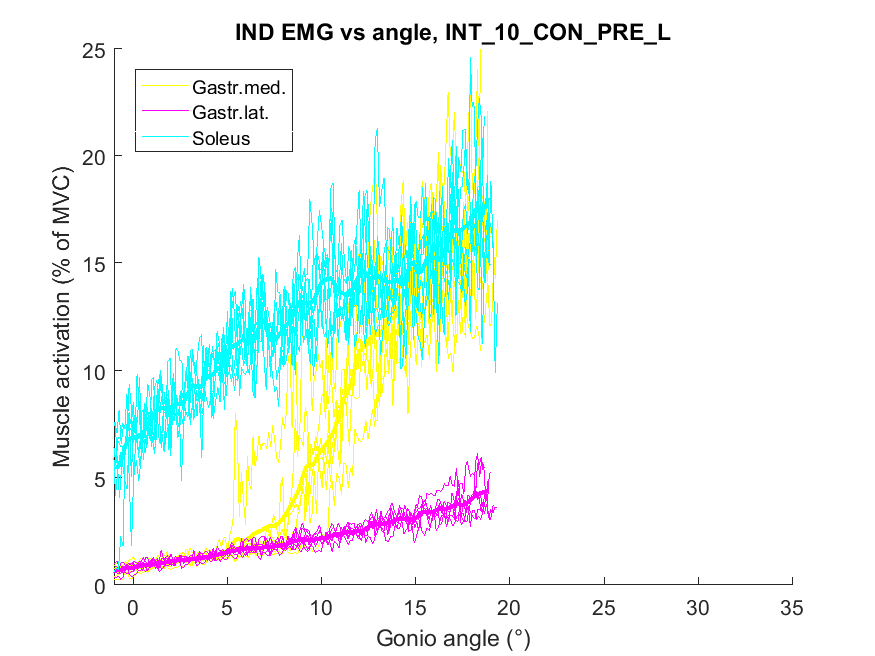 IND EMG vs angle, INT_10_CON_PRE_L
25
20
15
10
5
0
Muscle activation (% of MVC)
Gastr.med.
Gastr.lat.
Soleus
0 5 10 15 20 25 30 35
Gonio angle (°)